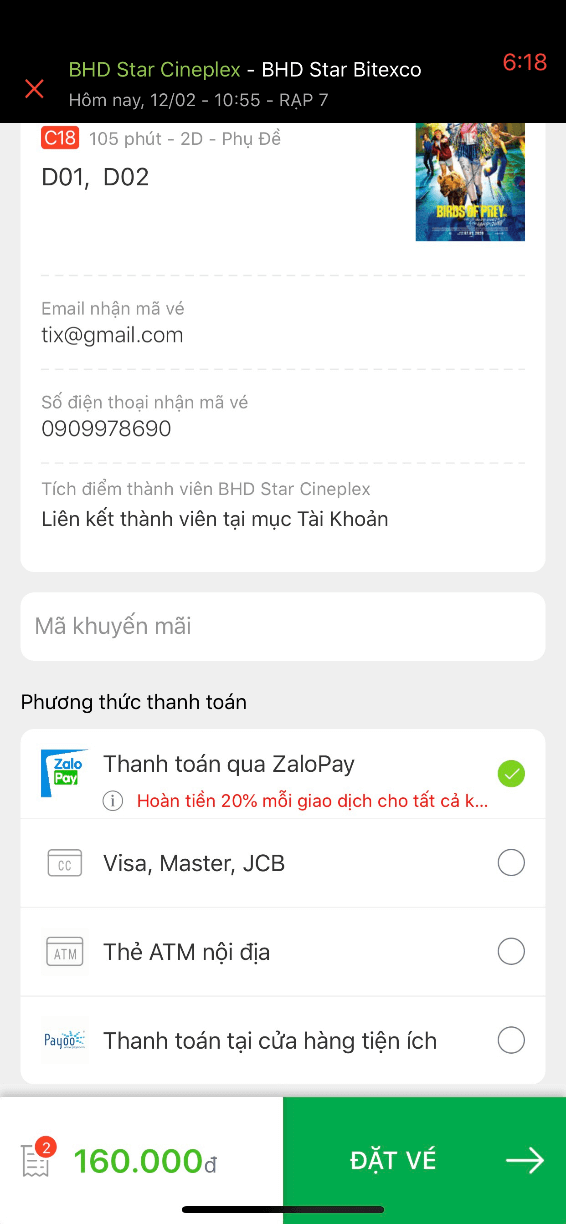 BHD Star Cineplex - BHD Star Bitexco
6:18
Hôm nay, 12/02 - 10:55 - RẠP 7
C18 105 phút - 2D - Phụ Đề
D01, D02
BIRDS OF PREY
Email nhận mã vé
tix@gmail.com
Số điện thoại nhận mã vé
0909978690
Tích điểm thành viên BHD Star Cineplex
Liên kết thành viên tại mục Tài Khoản
Mã khuyến mãi
Phương thức thanh toán
Zalo
Pay
Thanh toán qua ZaloPay
Hoàn tiền 20% mỗi giao dịch cho tất cả k...
CC
Visa, Master, JCB
ATM
Thẻ ATM nội địa
Payoo
Thanh toán tại cửa hàng tiện ích
2
160.000đ
ĐẶT VÉ